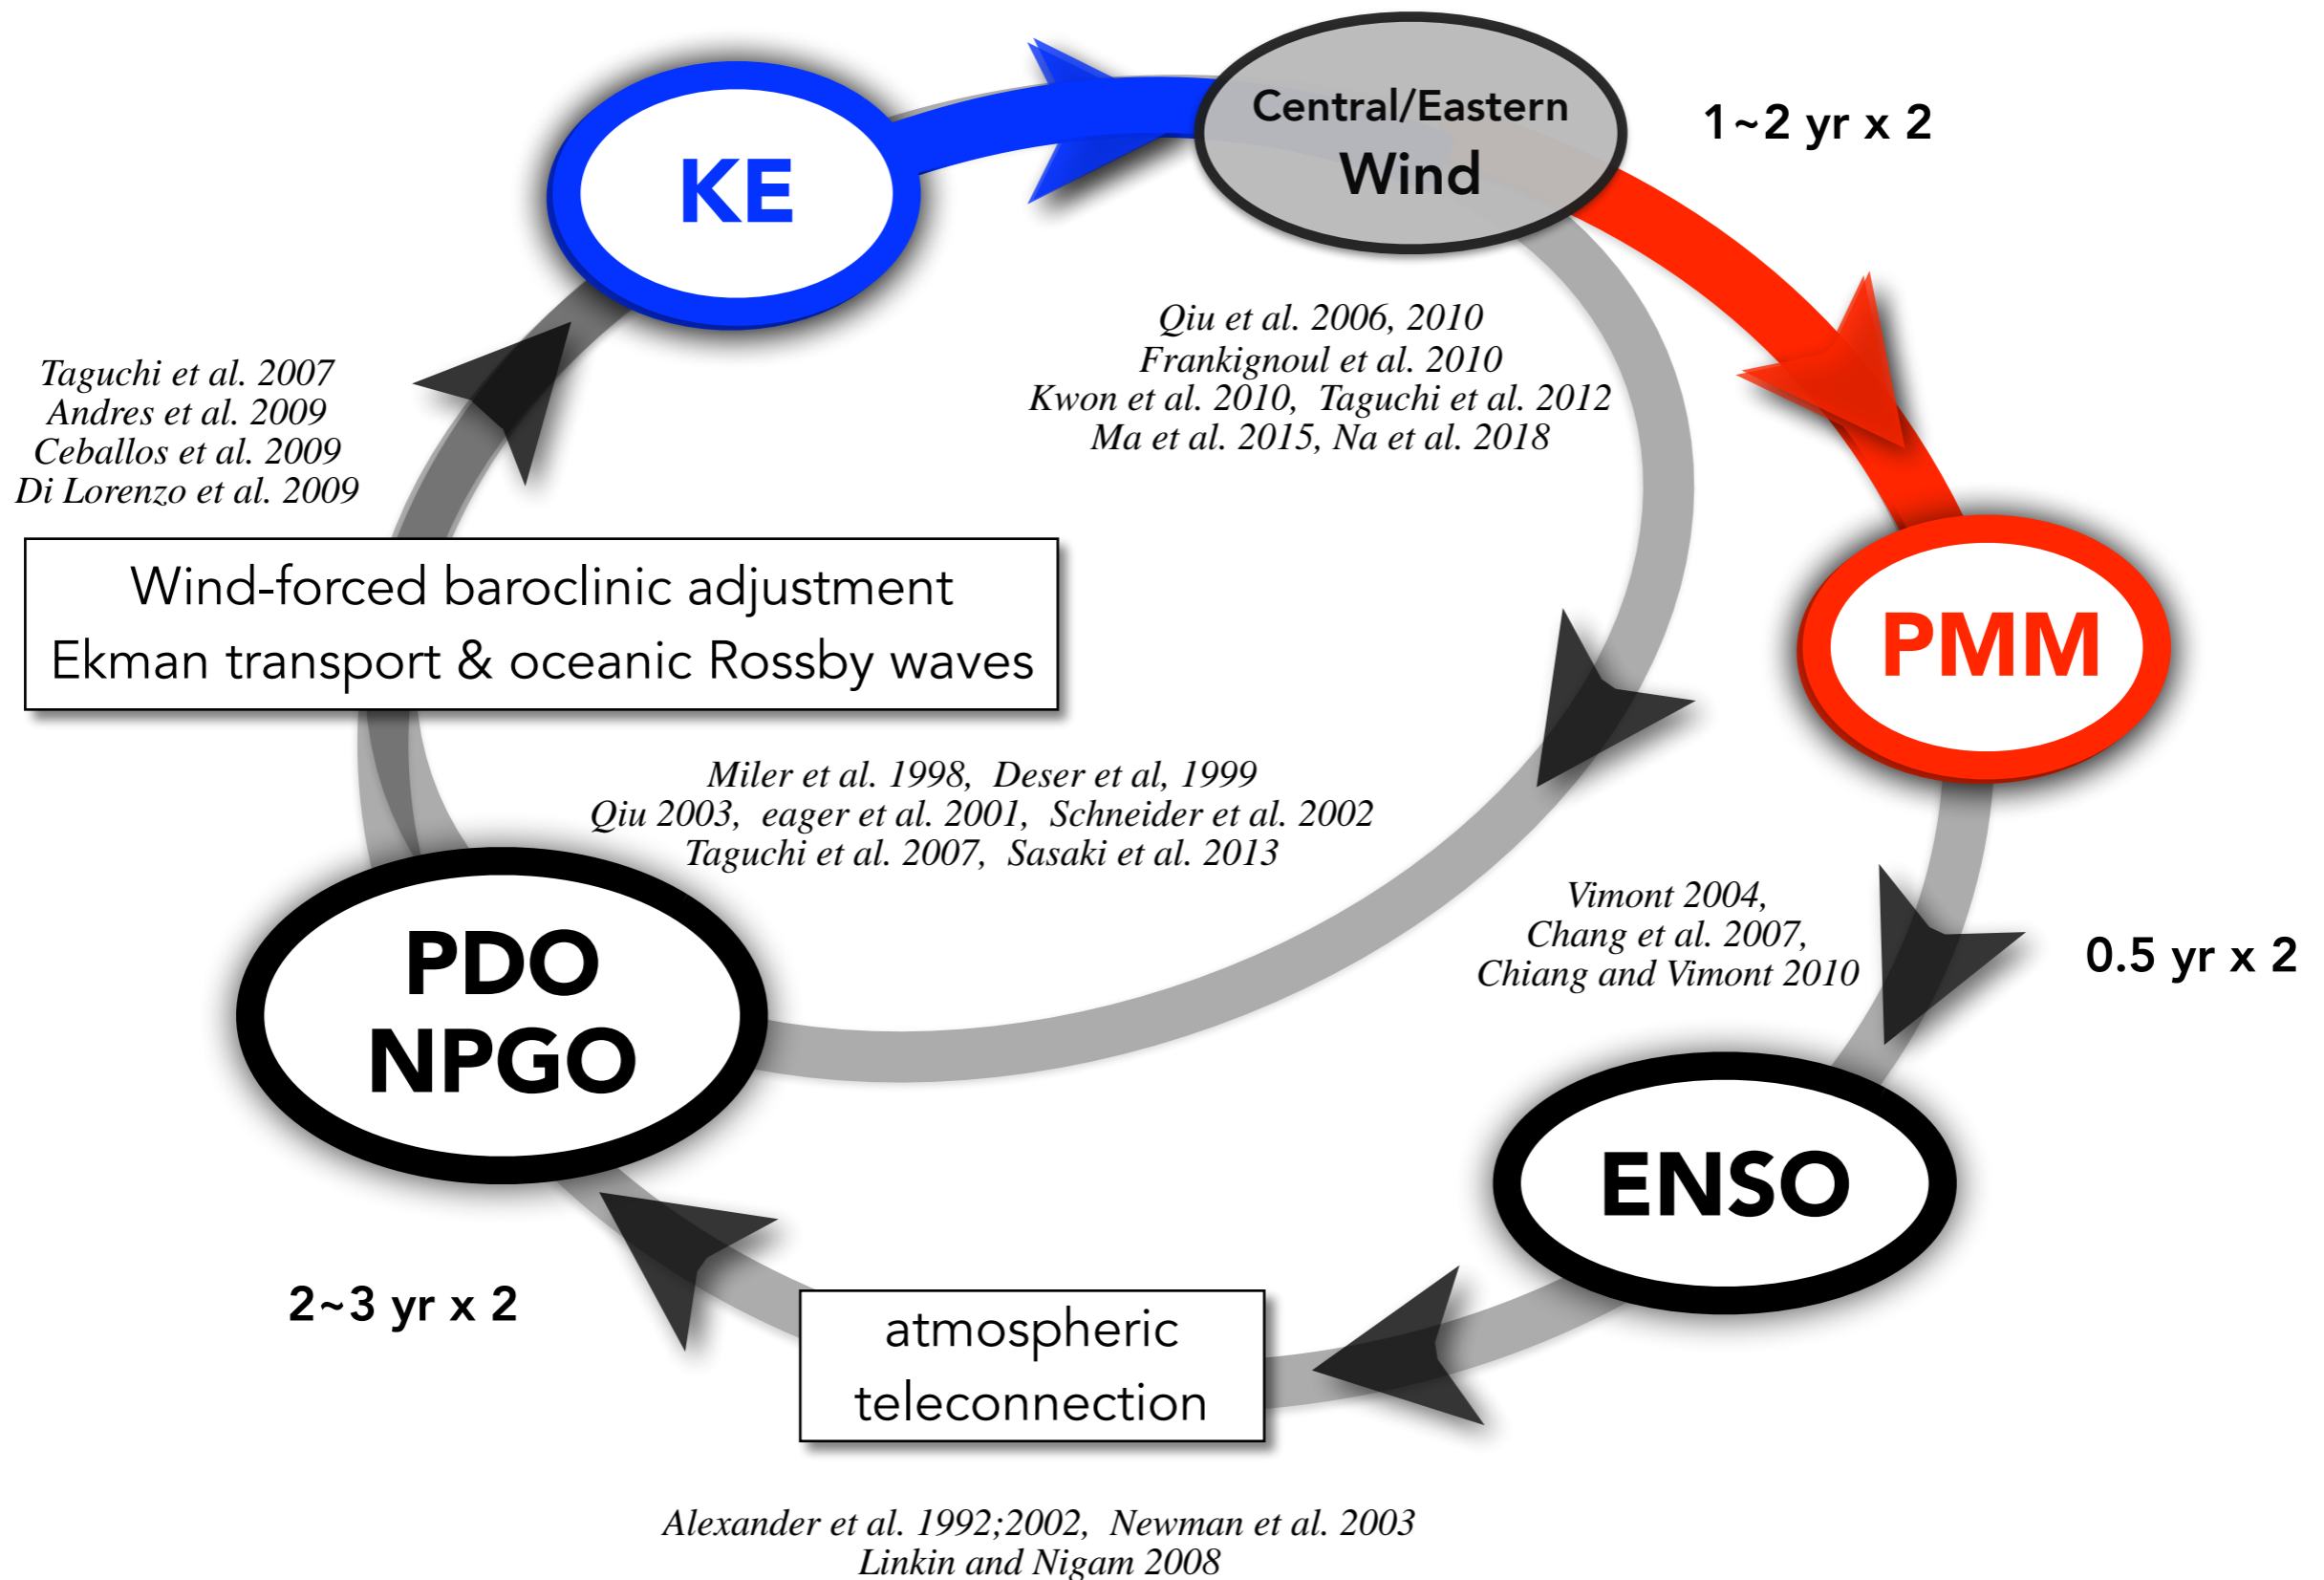 Central/Eastern
Wind
1~2 yr x 2
KE
Qiu et al. 2006, 2010
Frankignoul et al. 2010
Kwon et al. 2010,  Taguchi et al. 2012
Ma et al. 2015, Na et al. 2018
Taguchi et al. 2007
Andres et al. 2009
Ceballos et al. 2009
Di Lorenzo et al. 2009
Wind-forced baroclinic adjustment
Ekman transport & oceanic Rossby waves
PMM
Miler et al. 1998,  Deser et al, 1999
Qiu 2003,  eager et al. 2001,  Schneider et al. 2002
Taguchi et al. 2007,  Sasaki et al. 2013
Vimont 2004,
Chang et al. 2007,
Chiang and Vimont 2010
0.5 yr x 2
PDO
NPGO
ENSO
2~3 yr x 2
atmospheric
teleconnection
Alexander et al. 1992;2002,  Newman et al. 2003
Linkin and Nigam 2008